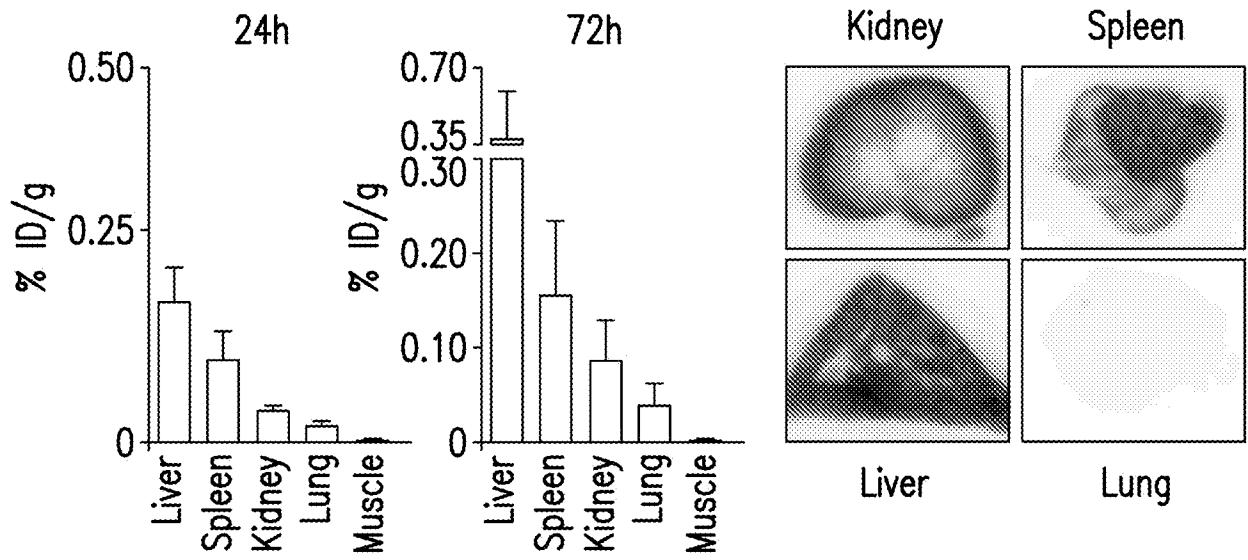 24h
72h
Kidney
Spleen
0.50
0.25
0
% ID/g
Liver
Spleen
Kidney
Lung
Muscle
0.70
0.35
0.30
0.20
0.10
0
% ID/g
Liver
Spleen
Kidney
Lung
Muscle
Liver
Lung